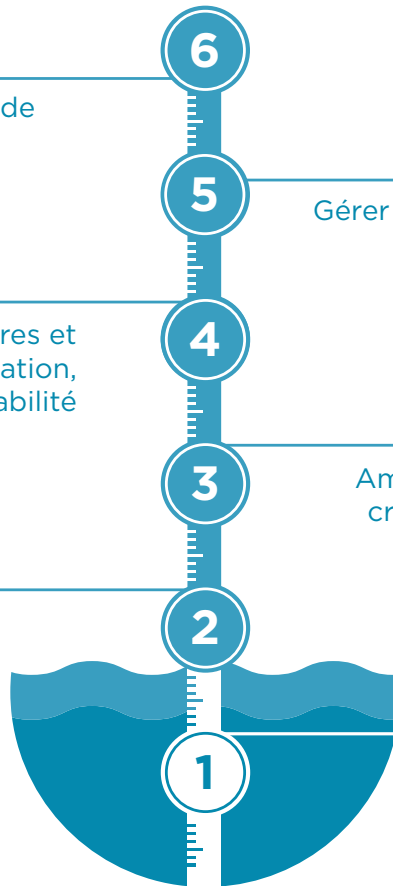 6
de
5
Gérer
4
res et
ation,
abilité
3
Am
cr
2
1